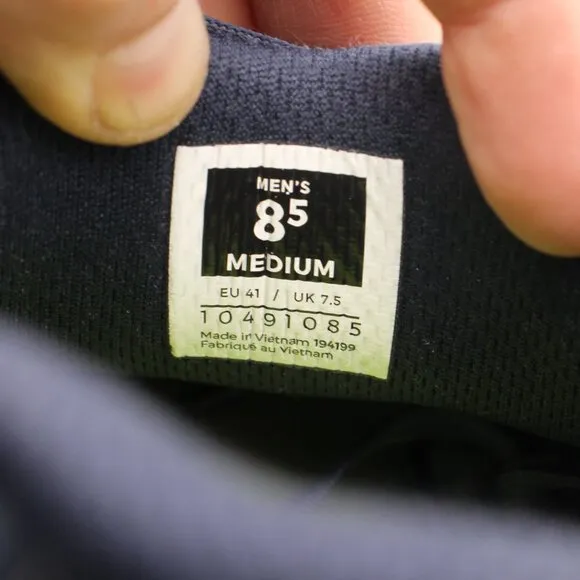 MEN'S
8⁵
MEDIUM
EU 41 / UK 7.5
10491085
Made in Vietnam 194199
Fabriqué au Vietnam